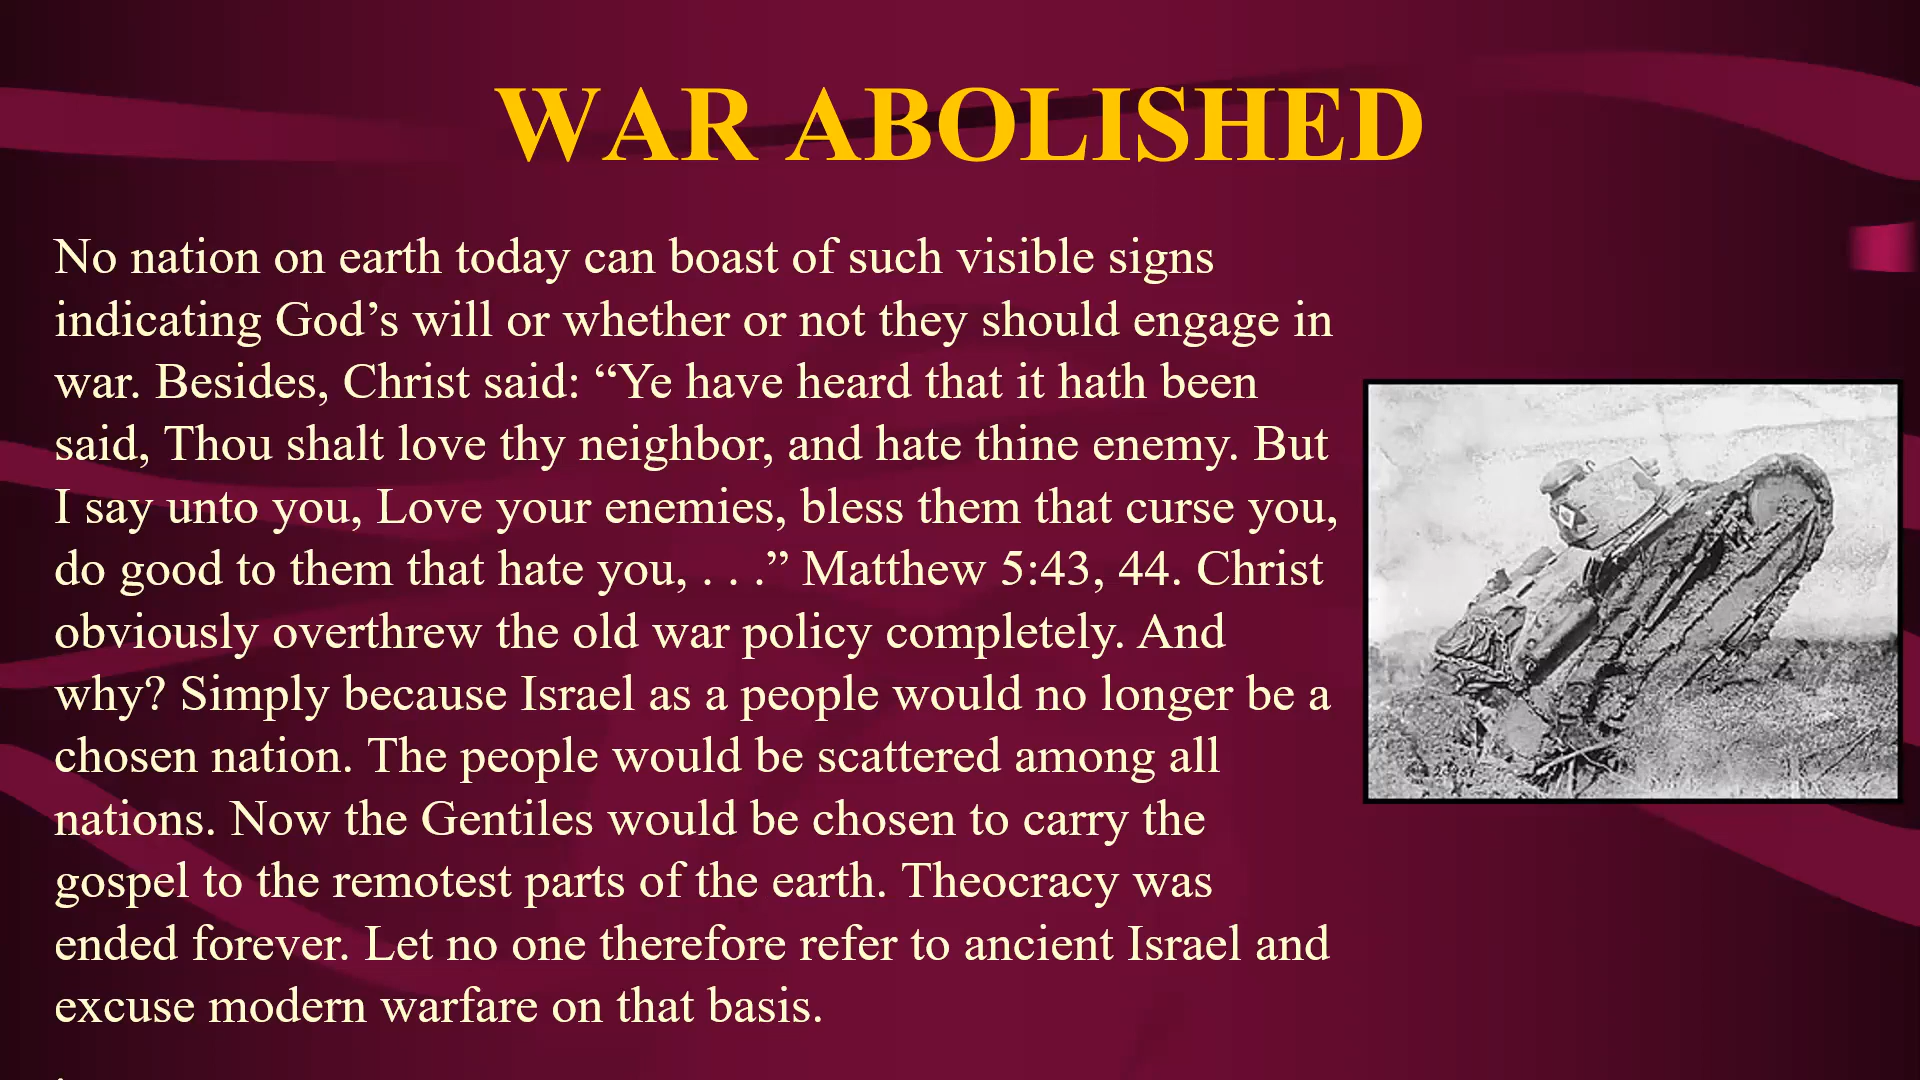 WAR ABOLISHED
No nation on earth today can boast of such visible signs
indicating God’s will or whether or not they should engage in
war. Besides, Christ said: “Ye have heard that it hath been
said, Thou shalt love thy neighbor, and hate thine enemy. But
I say unto you, Love your enemies, bless them that curse you,
do good to them that hate you, . . .” Matthew 5:43, 44. Christ
obviously overthrew the old war policy completely. And
why? Simply because Israel as a people would no longer be a
chosen nation. The people would be scattered among all
nations. Now the Gentiles would be chosen to carry the
gospel to the remotest parts of the earth. Theocracy was
ended forever. Let no one therefore refer to ancient Israel and
excuse modern warfare on that basis.
.